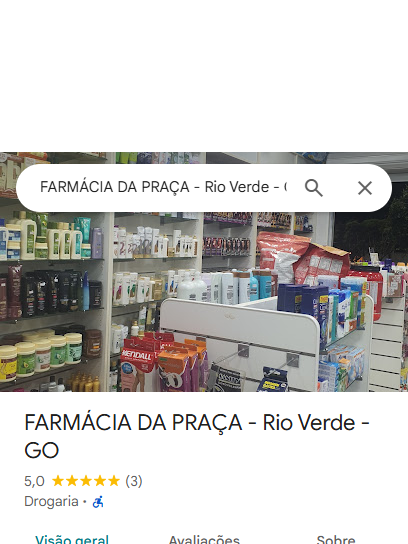 FARMÁCIA DA PRAÇA - Rio Verde - G
KENDALL
FARMÁCIA DA PRAÇA - Rio Verde -
GO
5,0 (3)
Drogaria ·
Visão geral Avaliações Sobre